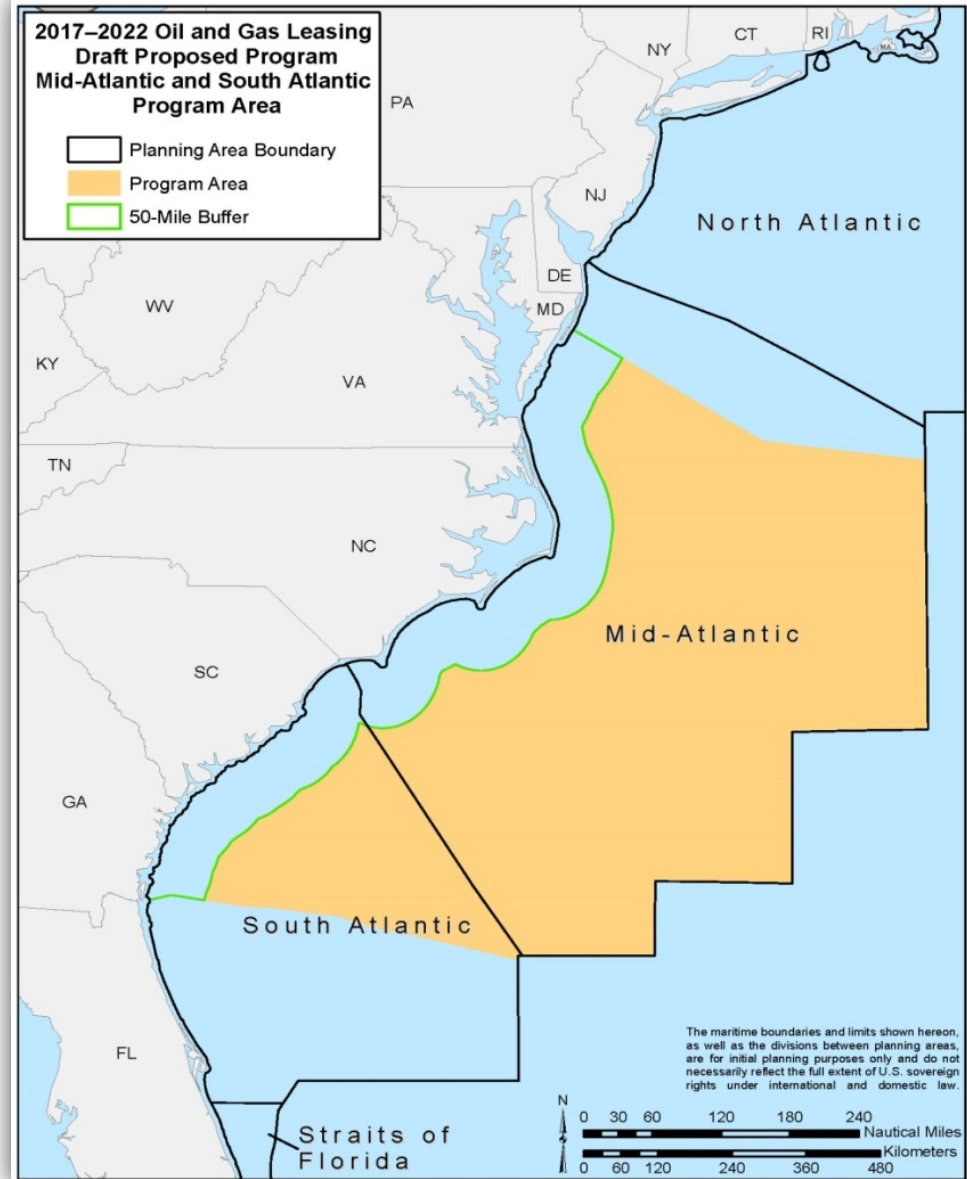 2017–2022 Oil and Gas Leasing
Draft Proposed Program
Mid-Atlantic and South Atlantic
Program Area
Planning Area Boundary
Program Area
50-Mile Buffer
NY
CT
RI
MA
PA
NJ
North Atlantic
DE
MD
WV
KY
VA
TN
NC
Mid-Atlantic
SC
GA
South Atlantic
FL
The maritime boundaries and limits shown hereon,
as well as the divisions between planning areas,
are for initial planning purposes only and do not
necessarily reflect the full extent of U.S. sovereign
rights under international and domestic law.
Straits of
Florida
N
0 30 60 120 180 240
Nautical Miles
Kilometers
0 60 120 240 360 480